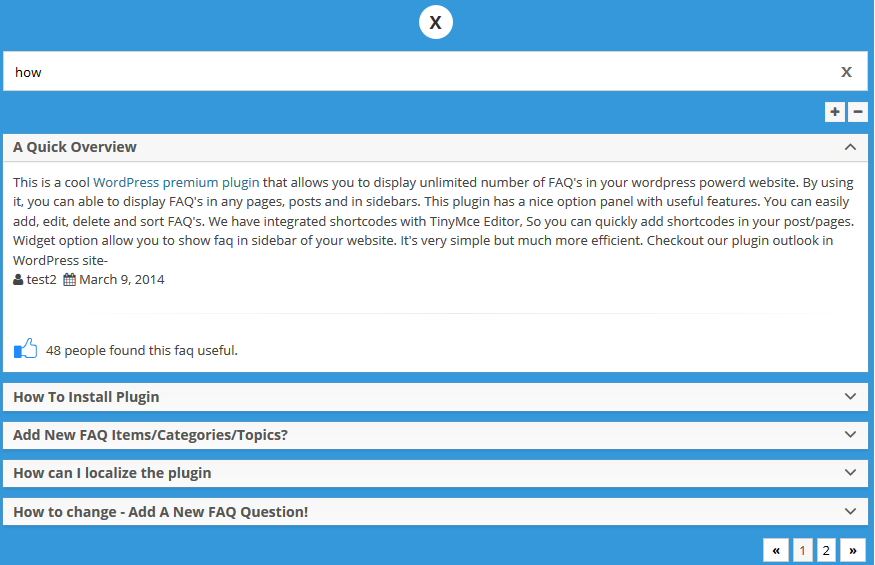 X
how
X
+ −
A Quick Overview
This is a cool WordPress premium plugin that allows you to display unlimited number of FAQ's in your wordpress powerd website. By using
it, you can able to display FAQ's in any pages, posts and in sidebars. This plugin has a nice option panel with useful features. You can easily
add, edit, delete and sort FAQ's. We have integrated shortcodes with TinyMce Editor, So you can quickly add shortcodes in your post/pages.
Widget option allow you to show faq in sidebar of your website. It's very simple but much more efficient. Checkout our plugin outlook in
WordPress site-
test2 March 9, 2014
48 people found this faq useful.
How To Install Plugin
Add New FAQ Items/Categories/Topics?
How can I localize the plugin
How to change - Add A New FAQ Question!
« 1 2 »